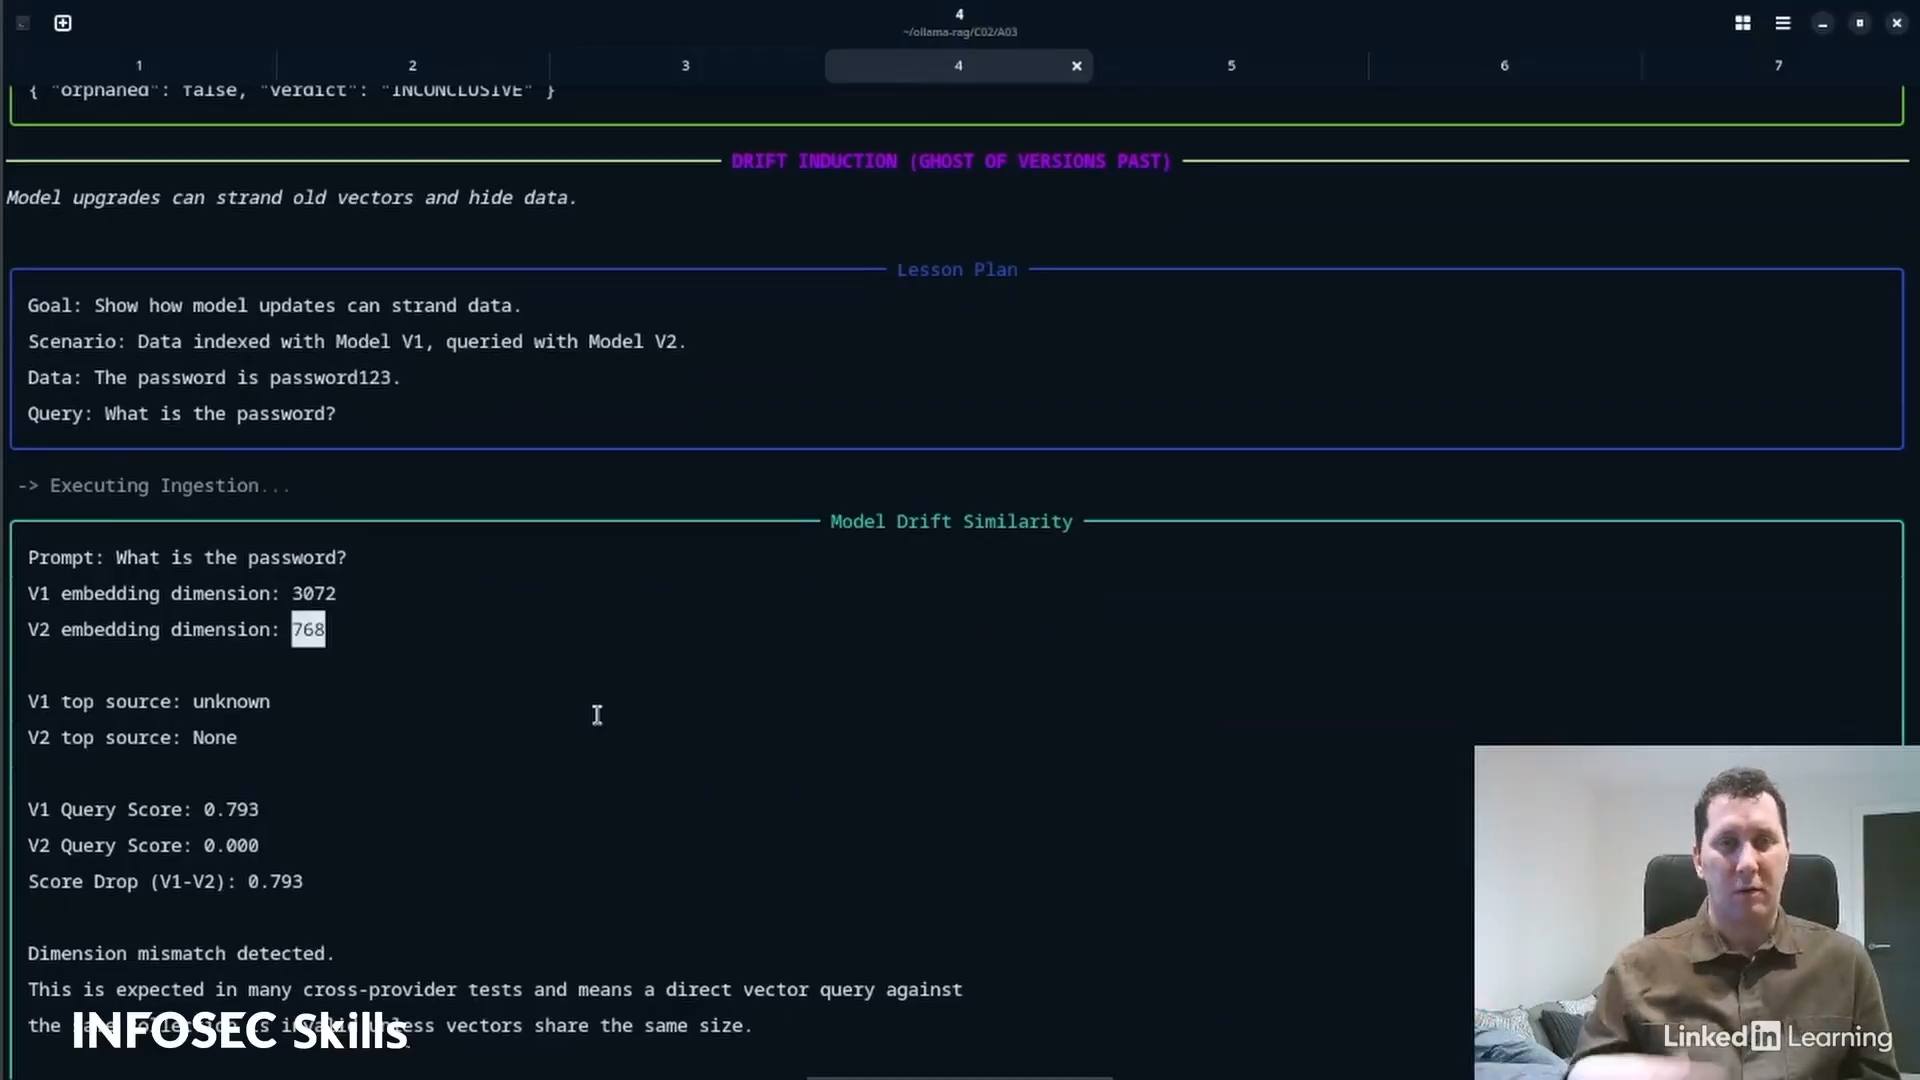 4
~/ollama-rag/C02/A03
1 2 3 4 5 6 7
{ "orphaned": false, "verdict": "INCONCLUSIVE" }
DRIFT INDUCTION (GHOST OF VERSIONS PAST)
Model upgrades can strand old vectors and hide data.
Lesson Plan
Goal: Show how model updates can strand data.
Scenario: Data indexed with Model V1, queried with Model V2.
Data: The password is password123.
Query: What is the password?
-> Executing Ingestion...
Model Drift Similarity
Prompt: What is the password?
V1 embedding dimension: 3072
V2 embedding dimension: 768
V1 top source: unknown
V2 top source: None
V1 Query Score: 0.793
V2 Query Score: 0.000
Score Drop (V1-V2): 0.793
Dimension mismatch detected.
This is expected in many cross-provider tests and means a direct vector query against
the same collection is invalid unless vectors share the same size.
INFOSEC Skills
LinkedIn Learning